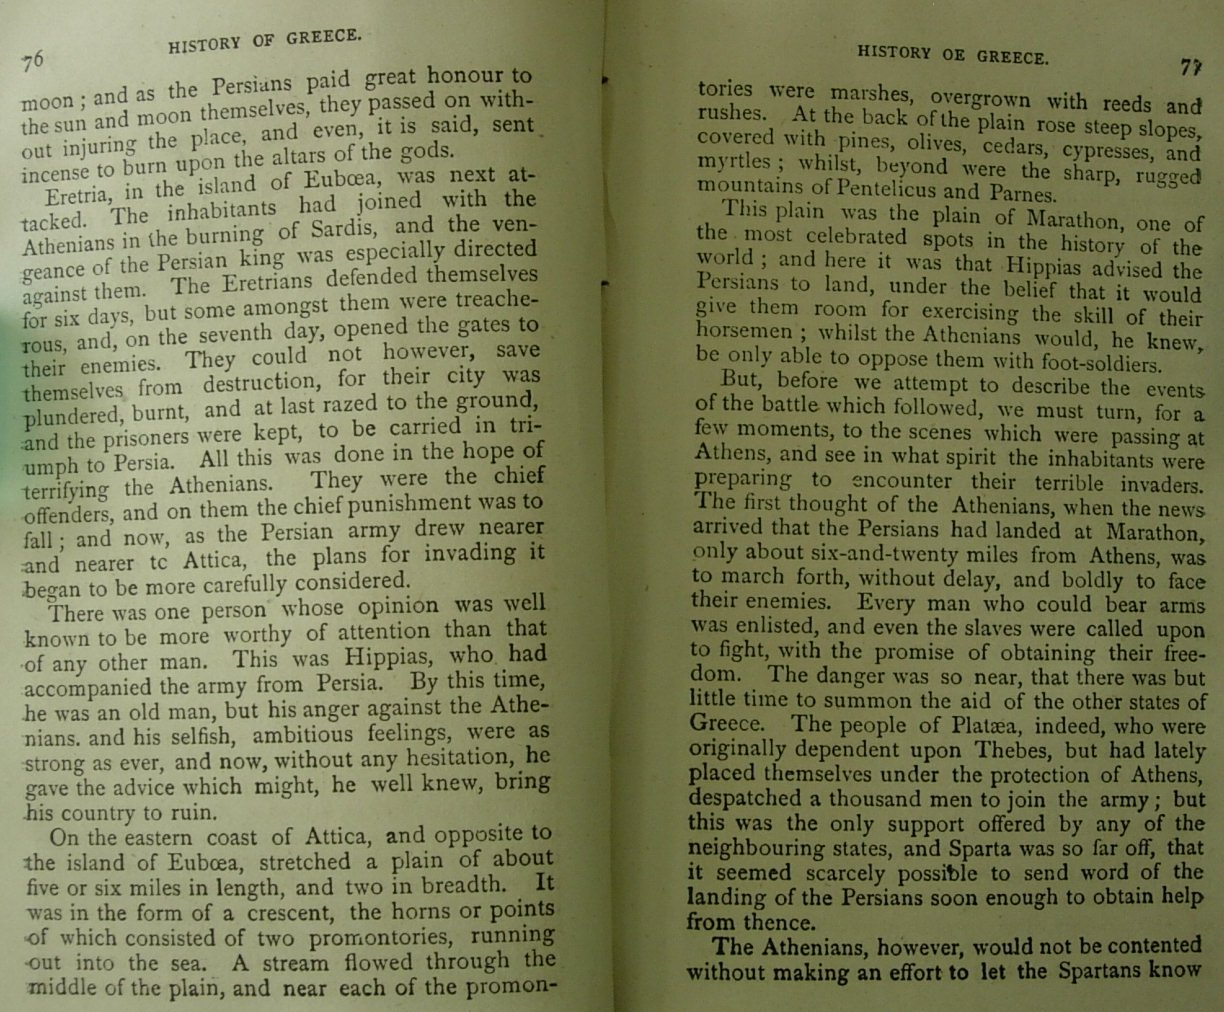 76
HISTORY OF GREECE.
moon ; and as the Persians paid great honour to
the sun and moon themselves, they passed on with-
out injuring the place, and even, it is said, sent
incense to burn upon the altars of the gods.
Eretria, in the island of Eubœa, was next at-
tacked. The inhabitants had joined with the
Athenians in the burning of Sardis, and the ven-
geance of the Persian king was especially directed
against them. The Eretrians defended themselves
for six days, but some amongst them were treache-
rous, and, on the seventh day, opened the gates to
their enemies. They could not however, save
themselves from destruction, for their city was
plundered, burnt, and at last razed to the ground,
and the prisoners were kept, to be carried in tri-
umph to Persia. All this was done in the hope of
terrifying the Athenians. They were the chief
offenders, and on them the chief punishment was to
fall ; and now, as the Persian army drew nearer
and nearer tc Attica, the plans for invading it
began to be more carefully considered.
There was one person whose opinion was well
known to be more worthy of attention than that
of any other man. This was Hippias, who had
accompanied the army from Persia. By this time,
he was an old man, but his anger against the Athe-
nians. and his selfish, ambitious feelings, were as
strong as ever, and now, without any hesitation, he
gave the advice which might, he well knew, bring
his country to ruin.
On the eastern coast of Attica, and opposite to
the island of Eubœa, stretched a plain of about
five or six miles in length, and two in breadth. It
was in the form of a crescent, the horns or points
of which consisted of two promontories, running
out into the sea. A stream flowed through the
middle of the plain, and near each of the promon-
HISTORY OE GREECE.
77
tories were marshes, overgrown with reeds and
rushes. At the back of the plain rose steep slopes,
covered with pines, olives, cedars, cypresses, and
myrtles ; whilst, beyond were the sharp, rugged
mountains of Pentelicus and Parnes.
This plain was the plain of Marathon, one of
the most celebrated spots in the history of the
world ; and here it was that Hippias advised the
Persians to land, under the belief that it would
give them room for exercising the skill of their
horsemen ; whilst the Athenians would, he knew,
be only able to oppose them with foot-soldiers.
But, before we attempt to describe the events
of the battle which followed, we must turn, for a
few moments, to the scenes which were passing at
Athens, and see in what spirit the inhabitants were
preparing to encounter their terrible invaders.
The first thought of the Athenians, when the news
arrived that the Persians had landed at Marathon,
only about six-and-twenty miles from Athens, was
to march forth, without delay, and boldly to face
their enemies. Every man who could bear arms
was enlisted, and even the slaves were called upon
to fight, with the promise of obtaining their free-
dom. The danger was so near, that there was but
little time to summon the aid of the other states of
Greece. The people of Platæa, indeed, who were
originally dependent upon Thebes, but had lately
placed themselves under the protection of Athens,
despatched a thousand men to join the army ; but
this was the only support offered by any of the
neighbouring states, and Sparta was so far off, that
it seemed scarcely possible to send word of the
landing of the Persians soon enough to obtain help
from thence.
The Athenians, however, would not be contented
without making an effort to let the Spartans know